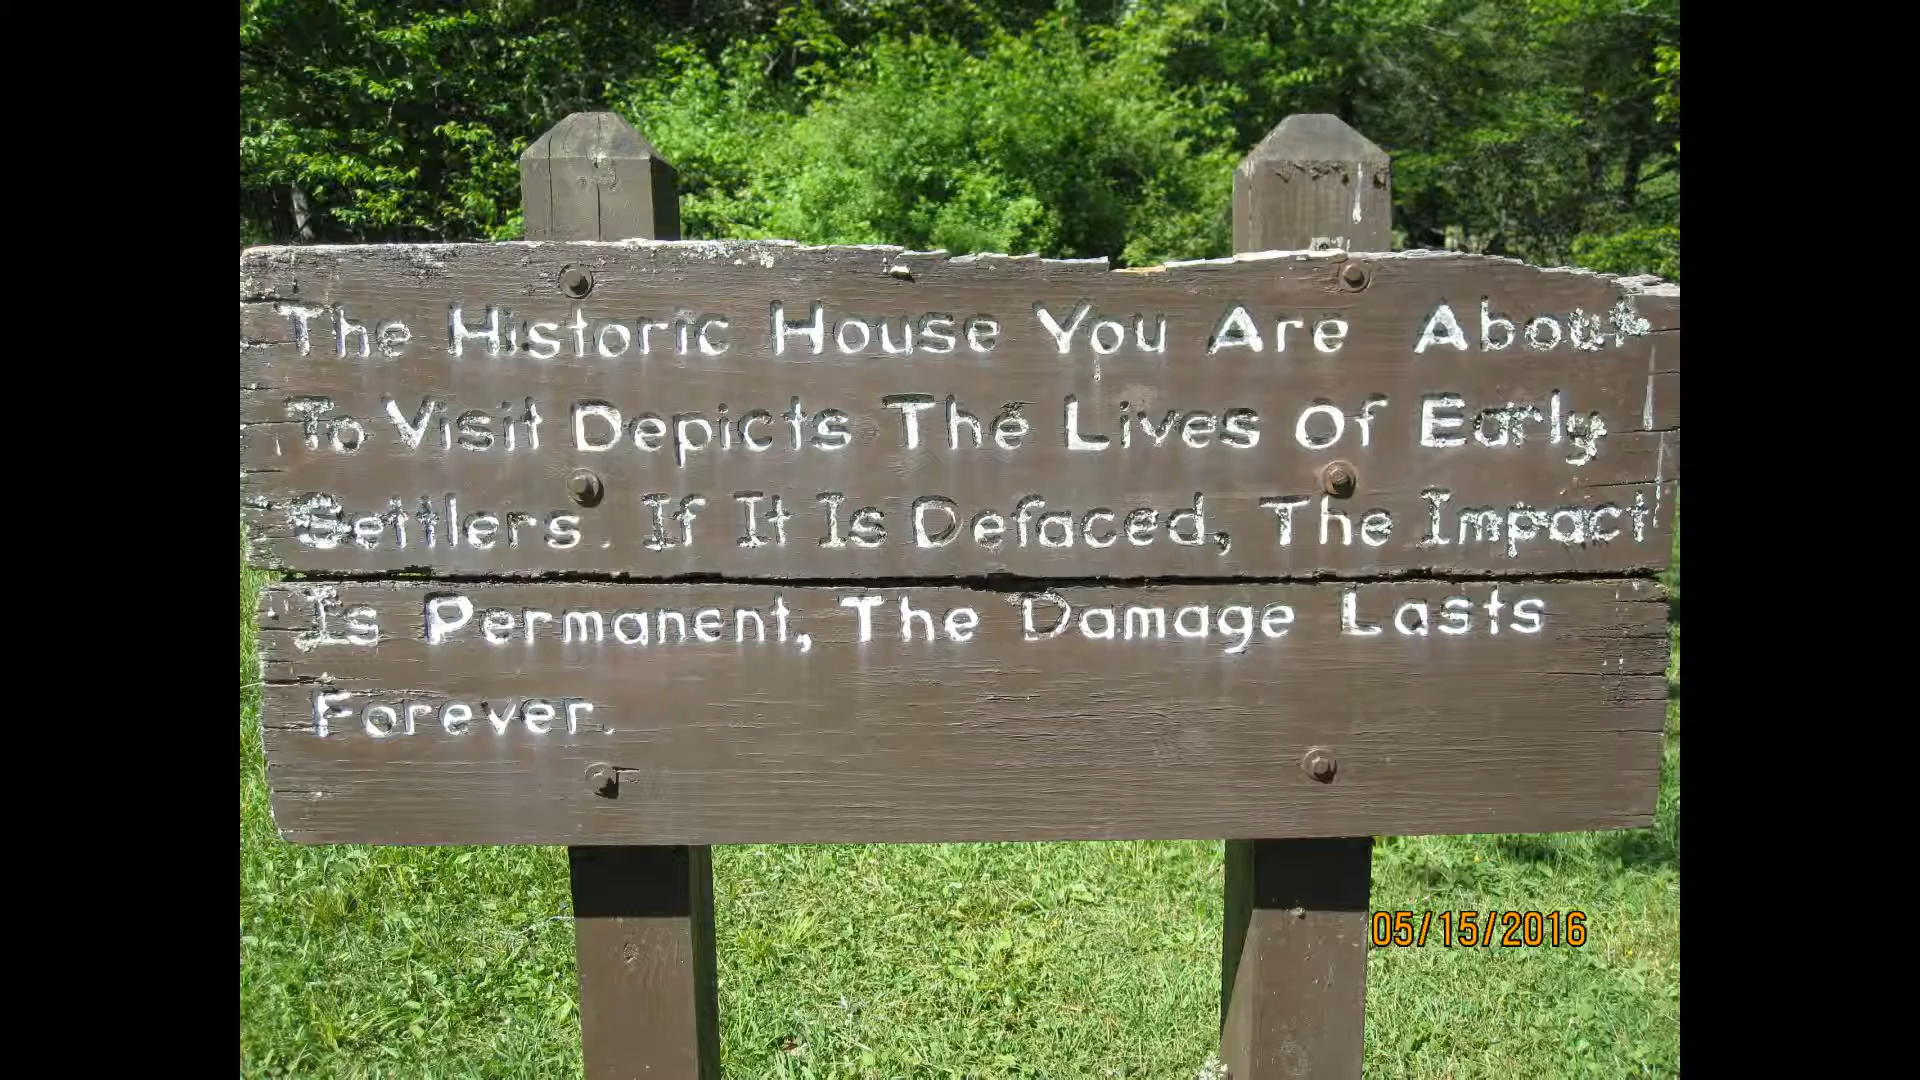 The Historic House You Are About
To Visit Depicts The Lives Of Early
Settlers. If It Is Defaced, The Impact
Is Permanent, The Damage Lasts
Forever.
05/15/2016